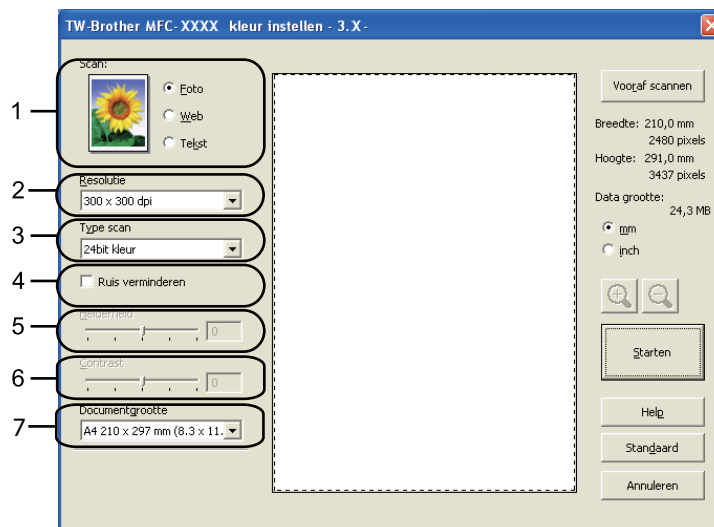 TW-Brother MFC-XXXX kleur instellen - 3.X -
1
Scan:
Foto
Web
Tekst
2
Resolutie
300 x 300 dpi
3
Type scan
24bit kleur
4
Ruis verminderen
5
Helderheid
0
6
Contrast
0
7
Documentgrootte
A4 210 x 297 mm (8.3 x 11.
Vooraf scannen
Breedte: 210,0 mm
2480 pixels
Hoogte: 291,0 mm
3437 pixels
Data grootte:
24,3 MB
mm
inch
Starten
Help
Standaard
Annuleren